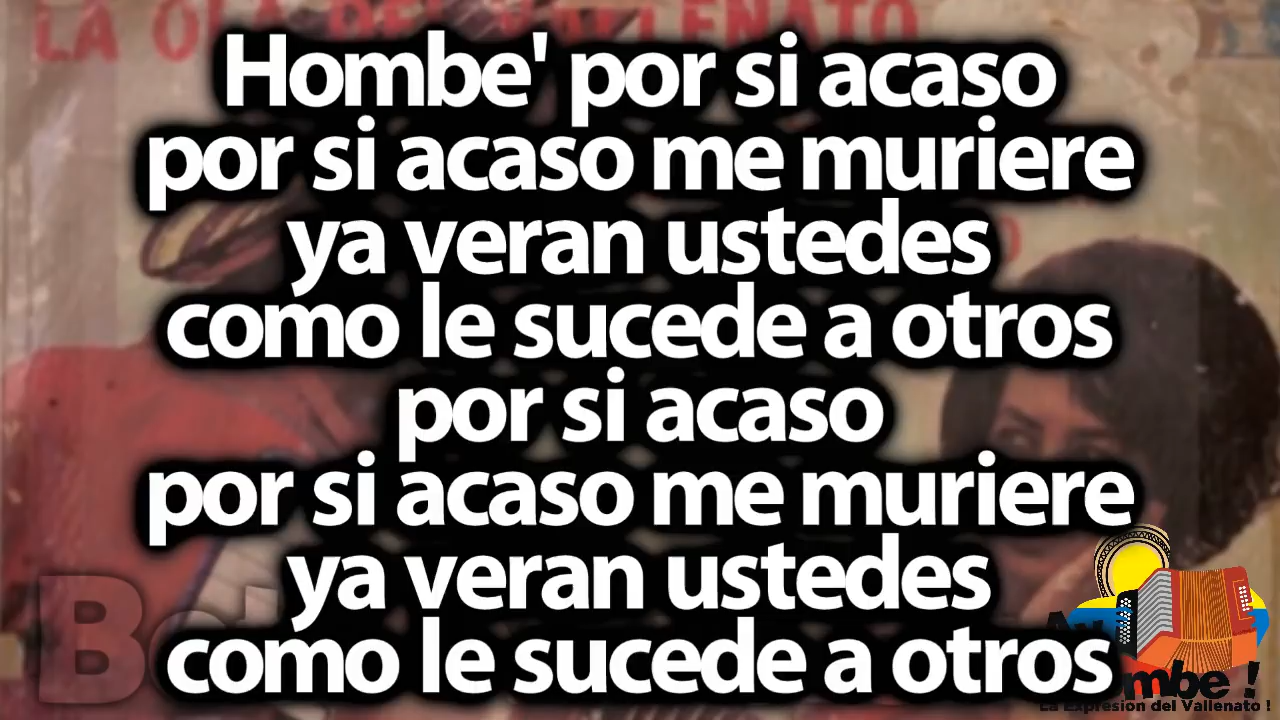 LA OLA DEL VALLENATO
Hombe' por si acaso
por si acaso me muriere
ya veran ustedes
como le sucede a otros
por si acaso
por si acaso me muriere
ya veran ustedes
como le sucede a otros
La Expresion del Vallenato !